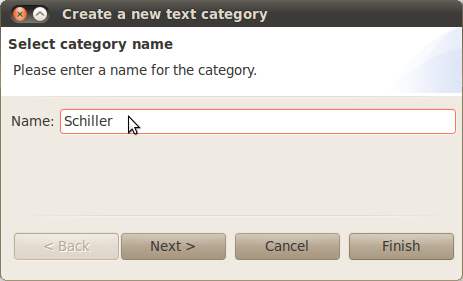 Create a new text category
Select category name
Please enter a name for the category.
Name: Schiller
< Back Next > Cancel Finish